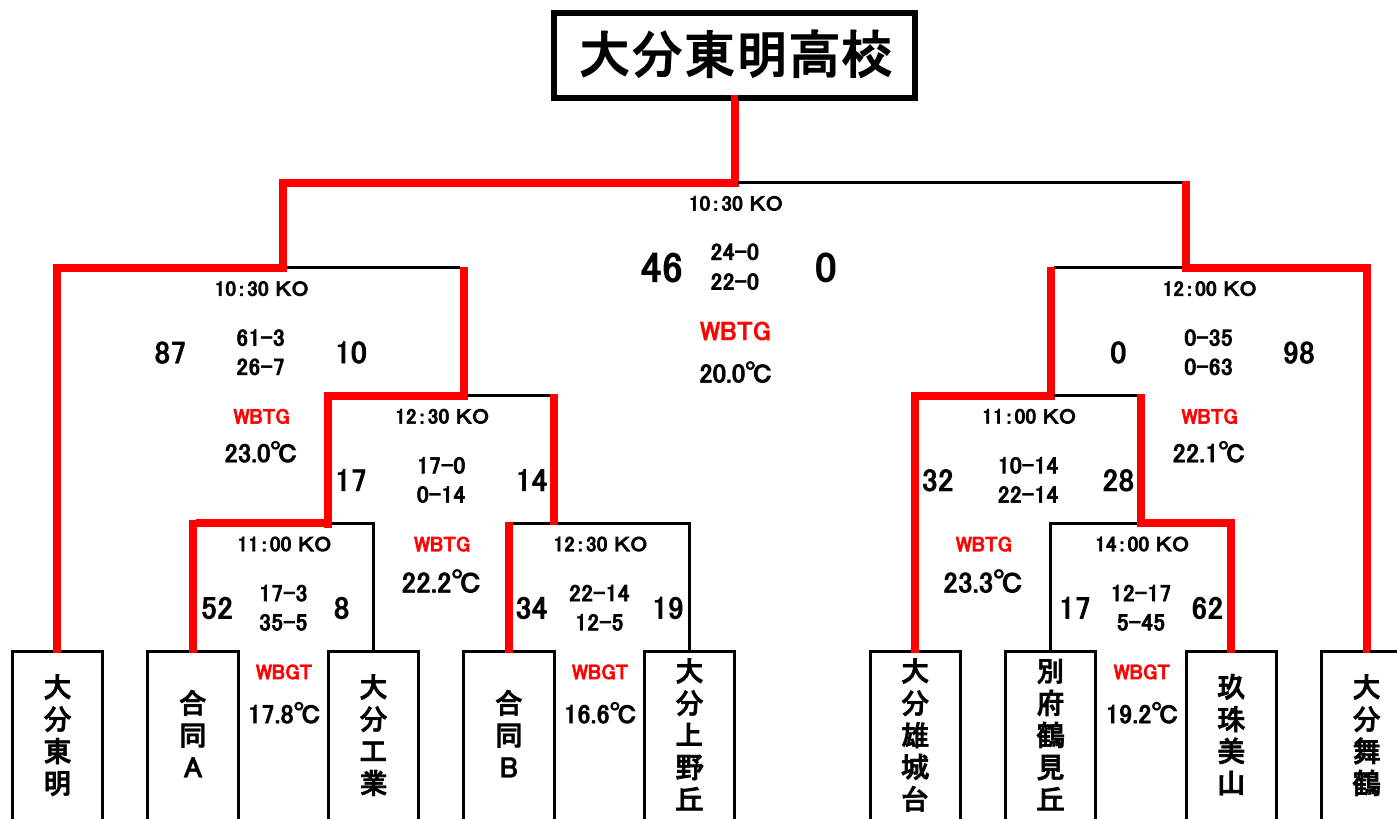 大分東明高校
10:30 KO
46 24-0 0
22-0
WBTG
20.0℃
10:30 KO
87 61-3 10
26-7
WBTG
23.0℃
12:00 KO
0 0-35 98
0-63
WBTG
22.1℃
12:30 KO
17 17-0 14
0-14
WBTG
22.2℃
11:00 KO
32 10-14 28
22-14
WBTG
23.3℃
11:00 KO
52 17-3 8
35-5
WBGT
17.8℃
12:30 KO
34 22-14 19
12-5
WBGT
16.6℃
14:00 KO
17 12-17 62
5-45
WBGT
19.2℃
大分東明
合同A
大分工業
合同B
大分上野丘
大分雄城台
別府鶴見丘
玖珠美山
大分舞鶴